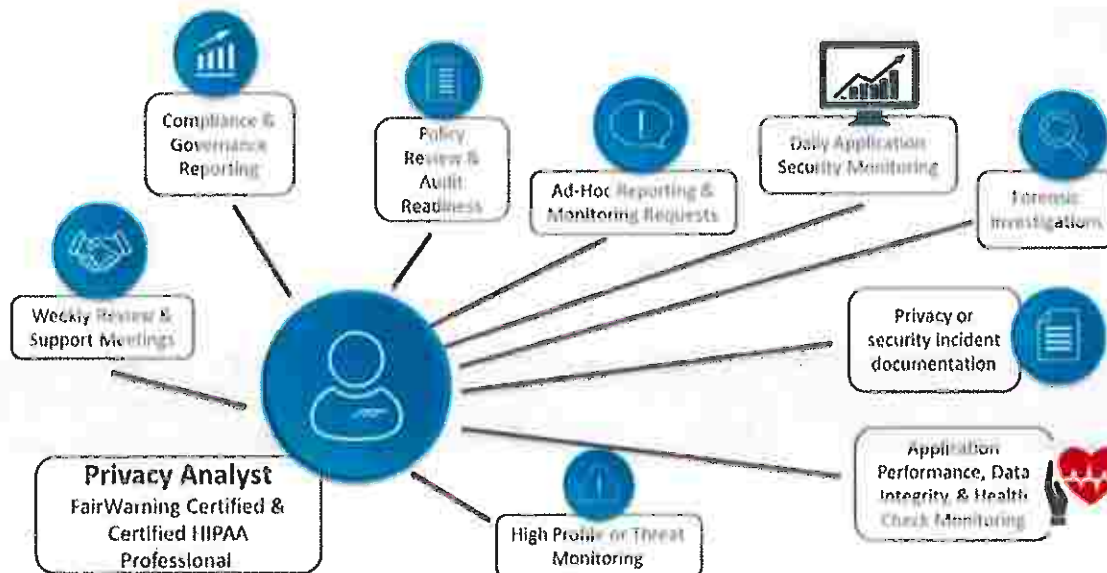 Compliance &
Governance
Reporting
Policy
Review &
Audit
Readiness
Ad-Hoc Reporting &
Monitoring Requests
Daily Application
Security Monitoring
Forensic
Investigations
Weekly Review &
Support Meetings
Privacy or
security incident
documentation
Privacy Analyst
FairWarning Certified &
Certified HIPAA
Professional
High Profile or Threat
Monitoring
Application
Performance, Data
Integrity, & Health
Check Monitoring